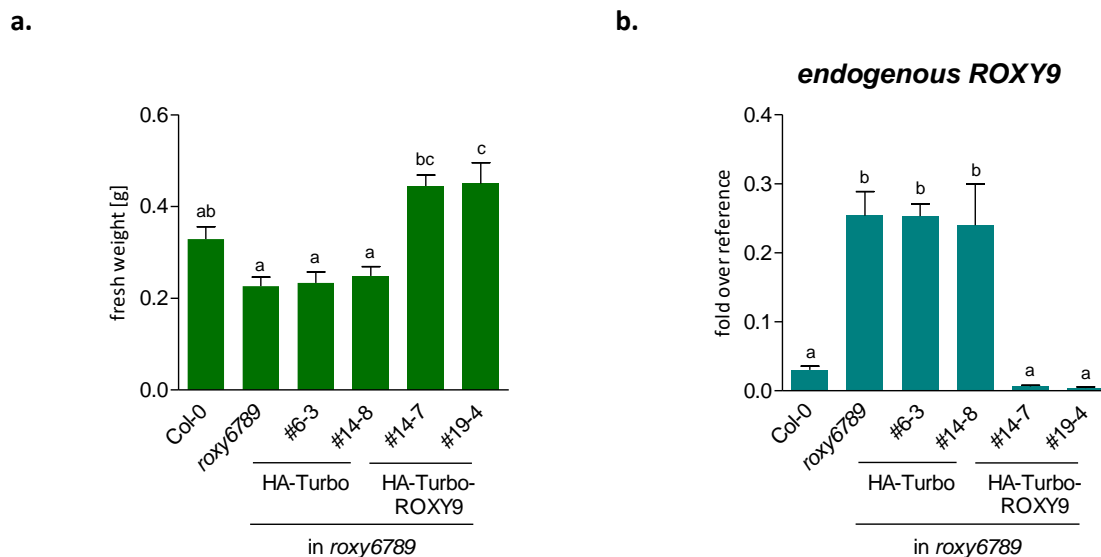 a.
fresh weight [g]
0.6
0.4
0.2
0.0
ab
a
a
a
bc
c
Col-0
roxy6789
#6-3
#14-8
#14-7
#19-4
HA-Turbo
HA-Turbo-
ROXY9
in roxy6789
b.
endogenous ROXY9
fold over reference
0.4
0.3
0.2
0.1
0.0
a
b
b
b
a
a
Col-0
roxy6789
#6-3
#14-8
#14-7
#19-4
HA-Turbo
HA-Turbo-
ROXY9
in roxy6789